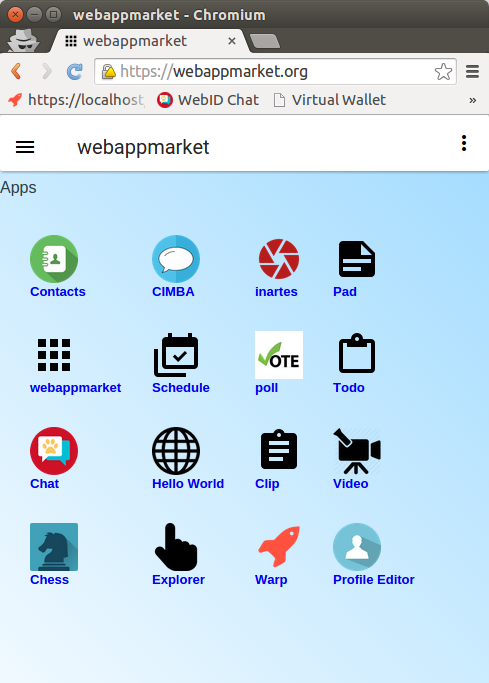 webappmarket - Chromium
webappmarket
https://webappmarket.org
https://localhost WebID Chat Virtual Wallet »
webappmarket
Apps
Contacts CIMBA inartes Pad
VOTE
webappmarket Schedule poll Todo
Chat Hello World Clip Video
Chess Explorer Warp Profile Editor